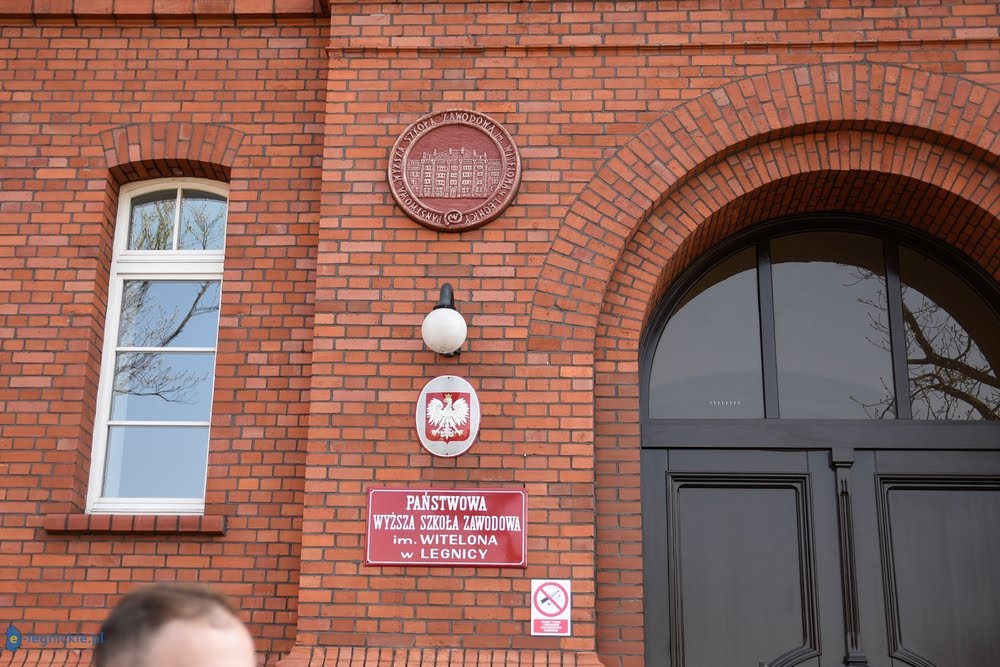 PAŃSTWOWA WYŻSZA SZKOŁA ZAWODOWA im. WITELONA w LEGNICY
PAŃSTWOWA
WYŻSZA SZKOŁA ZAWODOWA
im. WITELONA
w LEGNICY
e-legnickie.pl